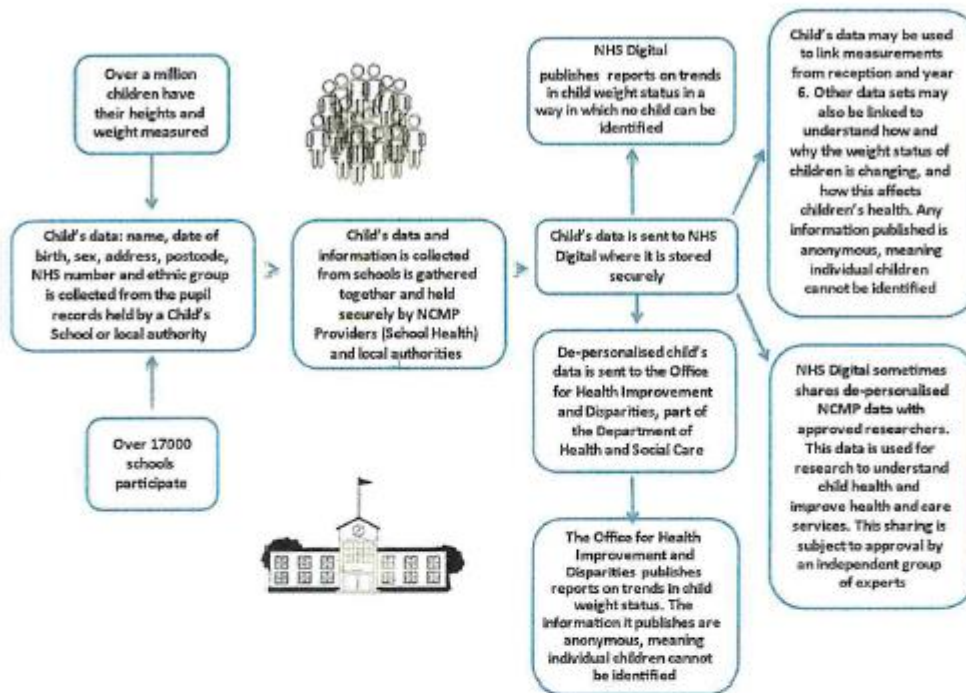 Over a million
children have
their heights and
weight measured
Child's data: name, date of
birth, sex, address, postcode,
NHS number and ethnic group
is collected from the pupil
records held by a Child's
School or local authority
Over 17000
schools
participate
Child's data and
information is collected
from schools is gathered
together and held
securely by NCMP
Providers (School Health)
and local authorities
NHS Digital
publishes reports on trends
in child weight status in a
way in which no child can be
identified
Child's data is sent to NHS
Digital where it is stored
securely
De-personalised child's
data is sent to the Office
for Health Improvement
and Disparities, part of
the Department of
Health and Social Care
The Office for Health
Improvement and
Disparities publishes
reports on trends in child
weight status. The
information it publishes are
anonymous, meaning
individual children cannot
be identified
Child's data may be used
to link measurements
from reception and year
6. Other data sets may
also be linked to
understand how and
why the weight status of
children is changing, and
how this affects
children's health. Any
information published is
anonymous, meaning
individual children
cannot be identified
NHS Digital sometimes
shares de-personalised
NCMP data with
approved researchers.
This data is used for
research to understand
child health and
improve health and care
services. This sharing is
subject to approval by
an independent group
of experts